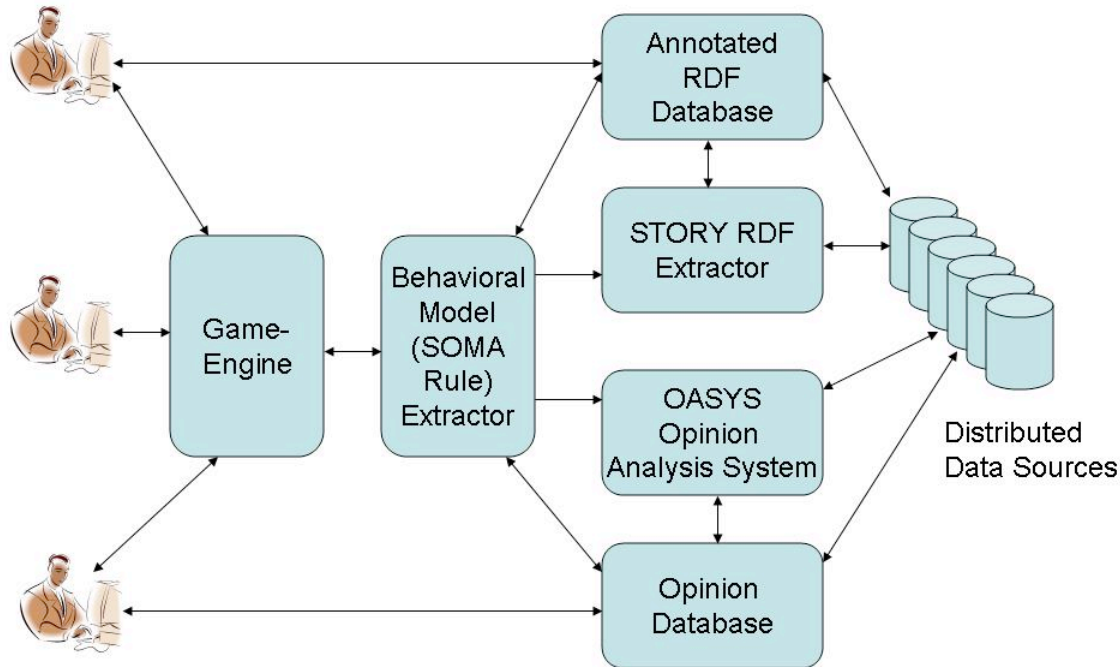 Annotated
RDF
Database
STORY RDF
Extractor
Game-
Engine
Behavioral
Model
(SOMA
Rule)
Extractor
OASYS
Opinion
Analysis System
Distributed
Data Sources
Opinion
Database